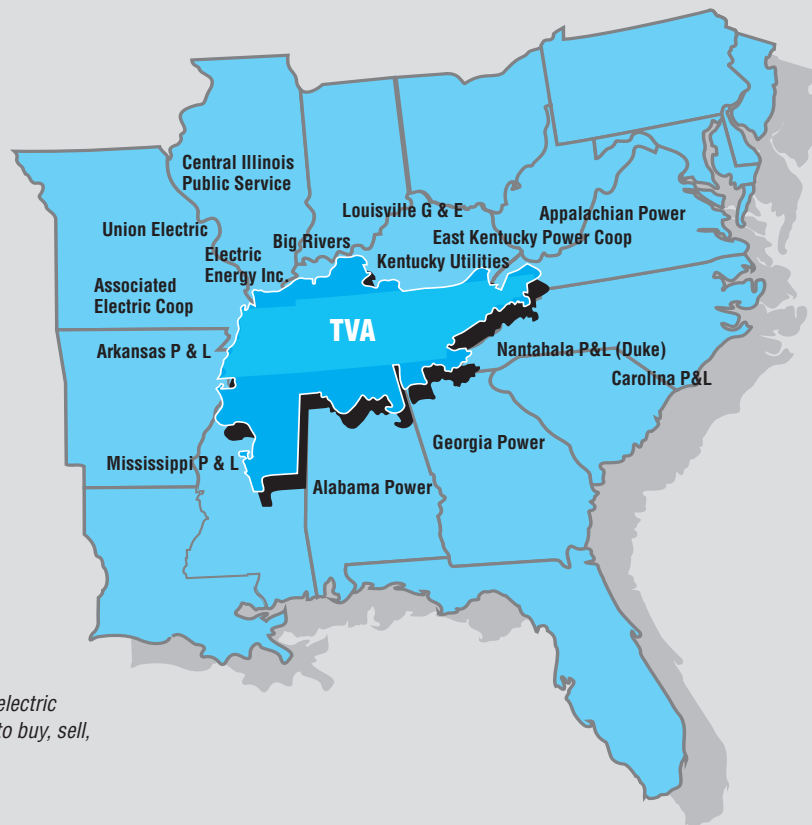 Central Illinois
Public Service
Louisville G & E
Appalachian Power
Union Electric
Big Rivers
East Kentucky Power Coop
Electric
Energy Inc.
Kentucky Utilities
Associated
Electric Coop
TVA
Arkansas P & L
Nantahala P&L (Duke)
Carolina P&L
Georgia Power
Mississippi P & L
Alabama Power
electric
to buy, sell,